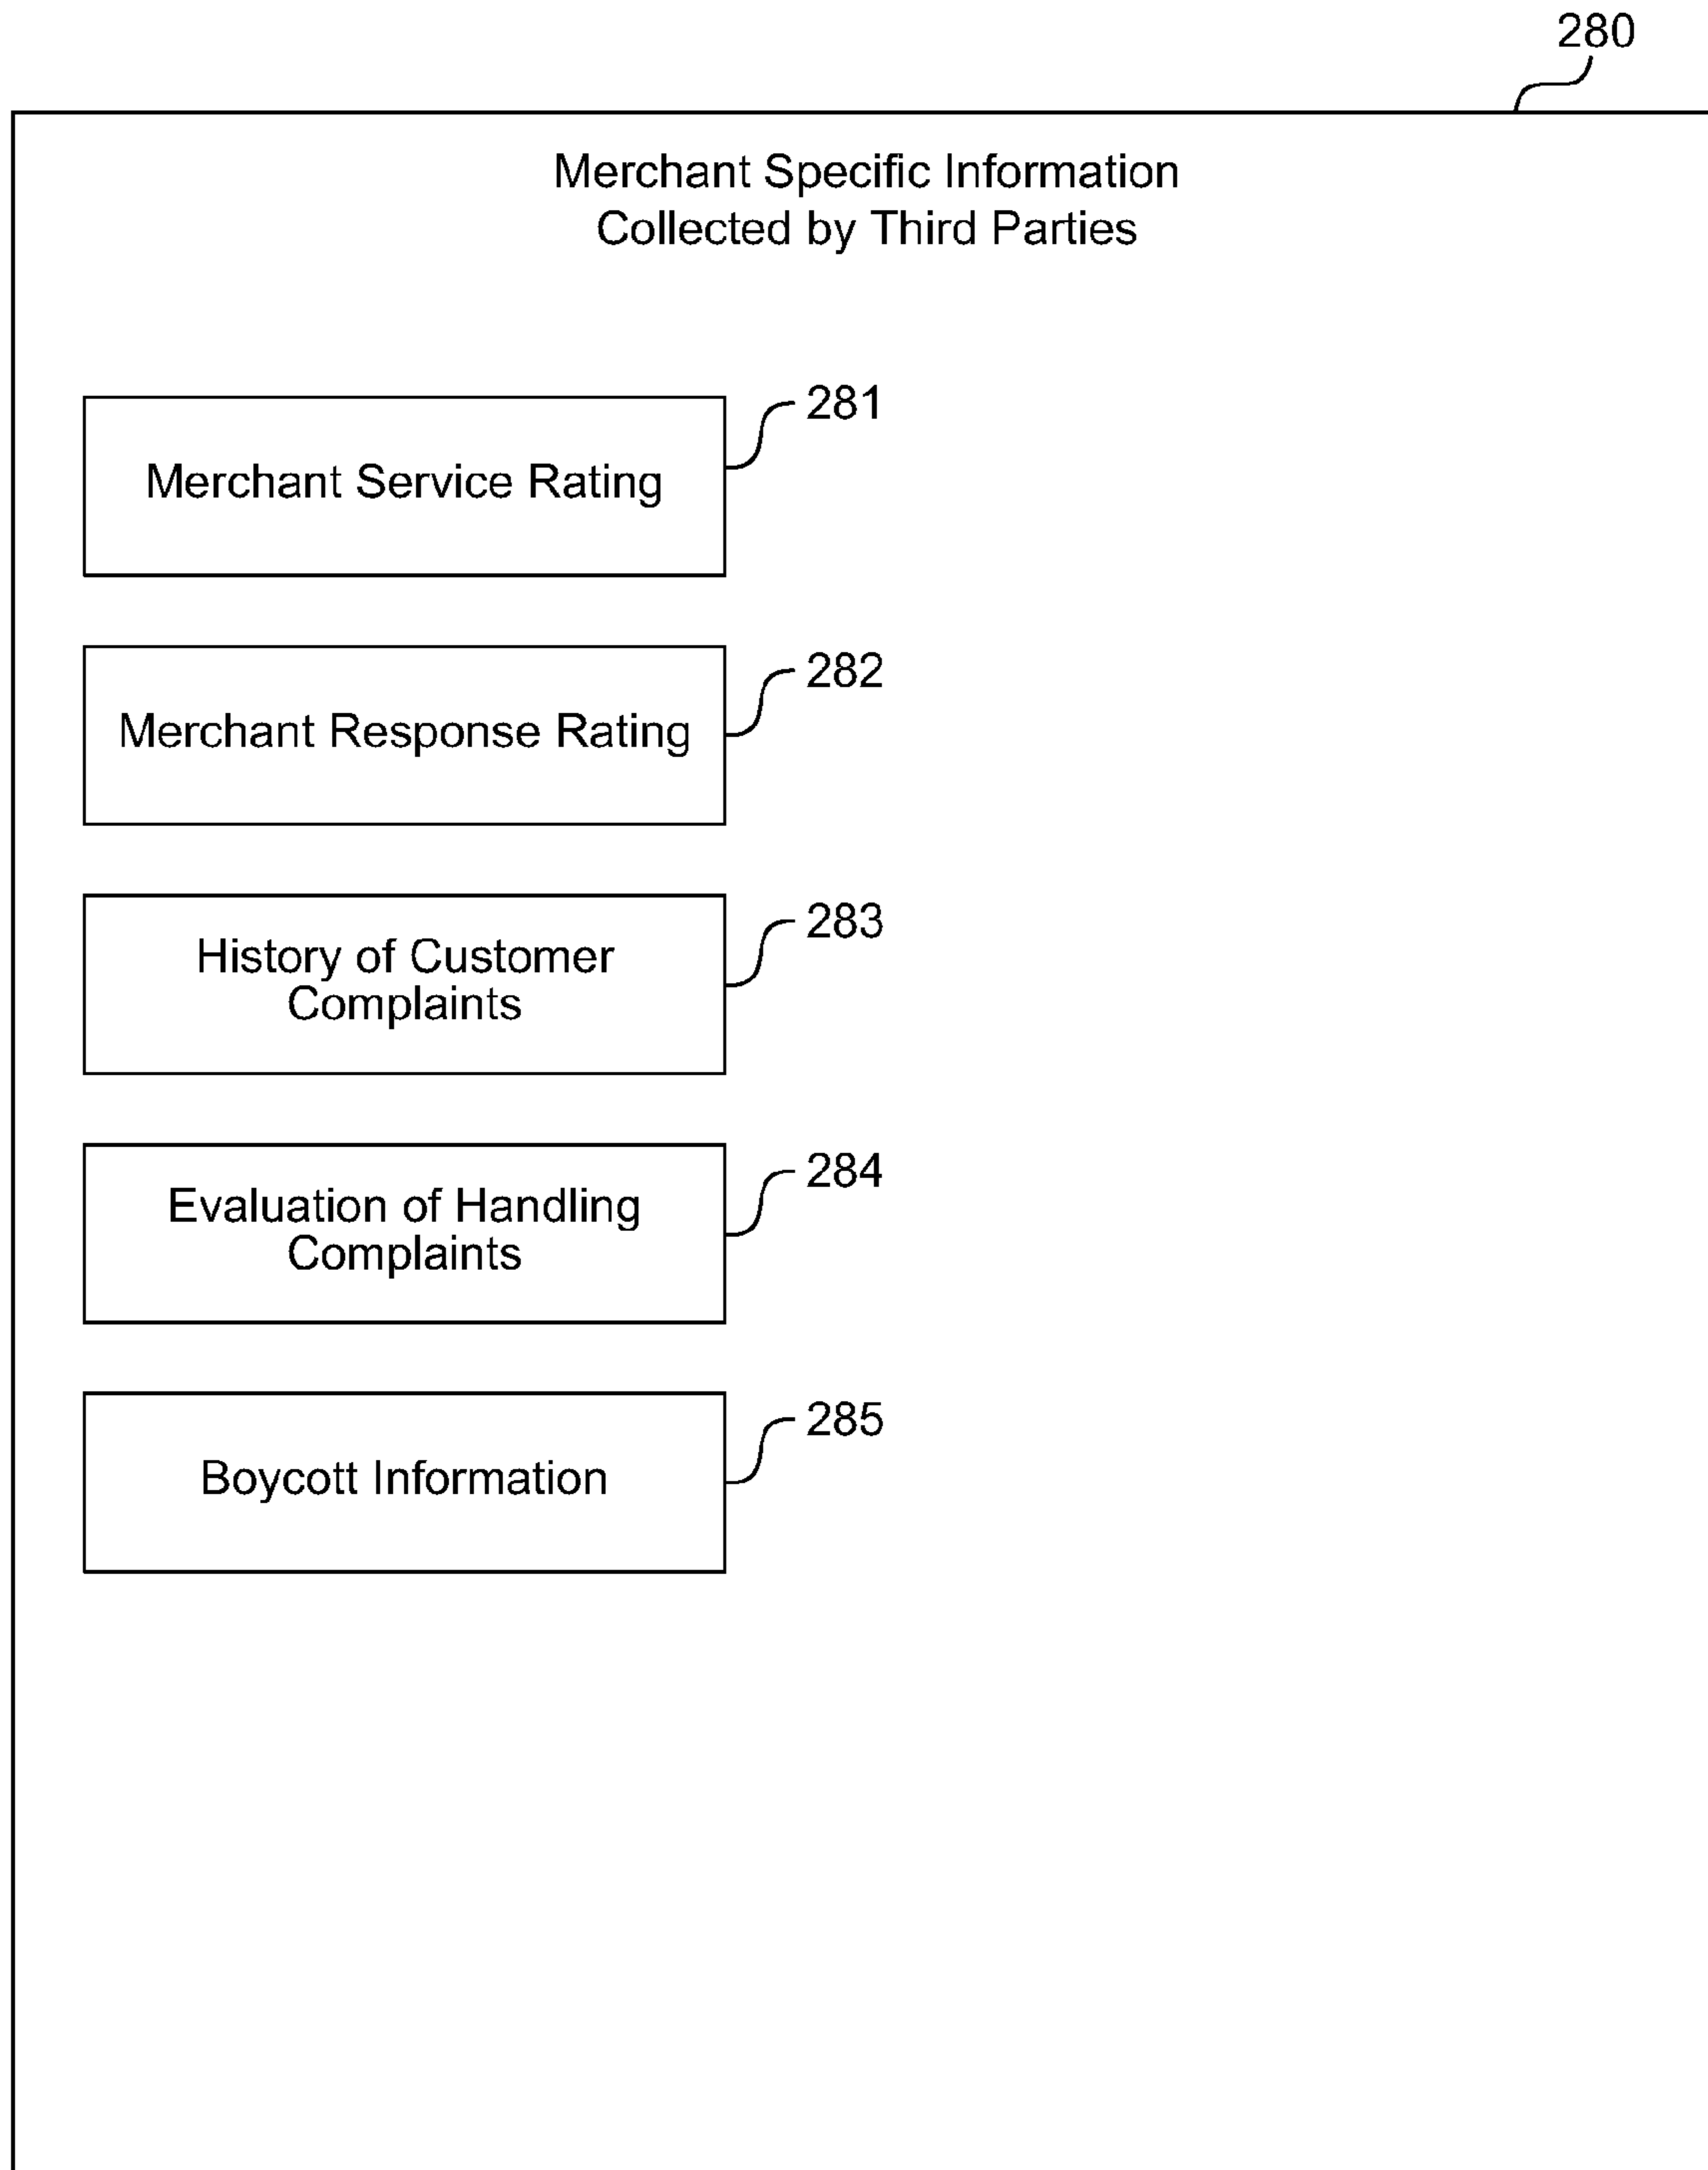 280
Merchant Specific Information
Collected by Third Parties
Merchant Service Rating
281
Merchant Response Rating
282
History of Customer
Complaints
283
Evaluation of Handling
Complaints
284
Boycott Information
285